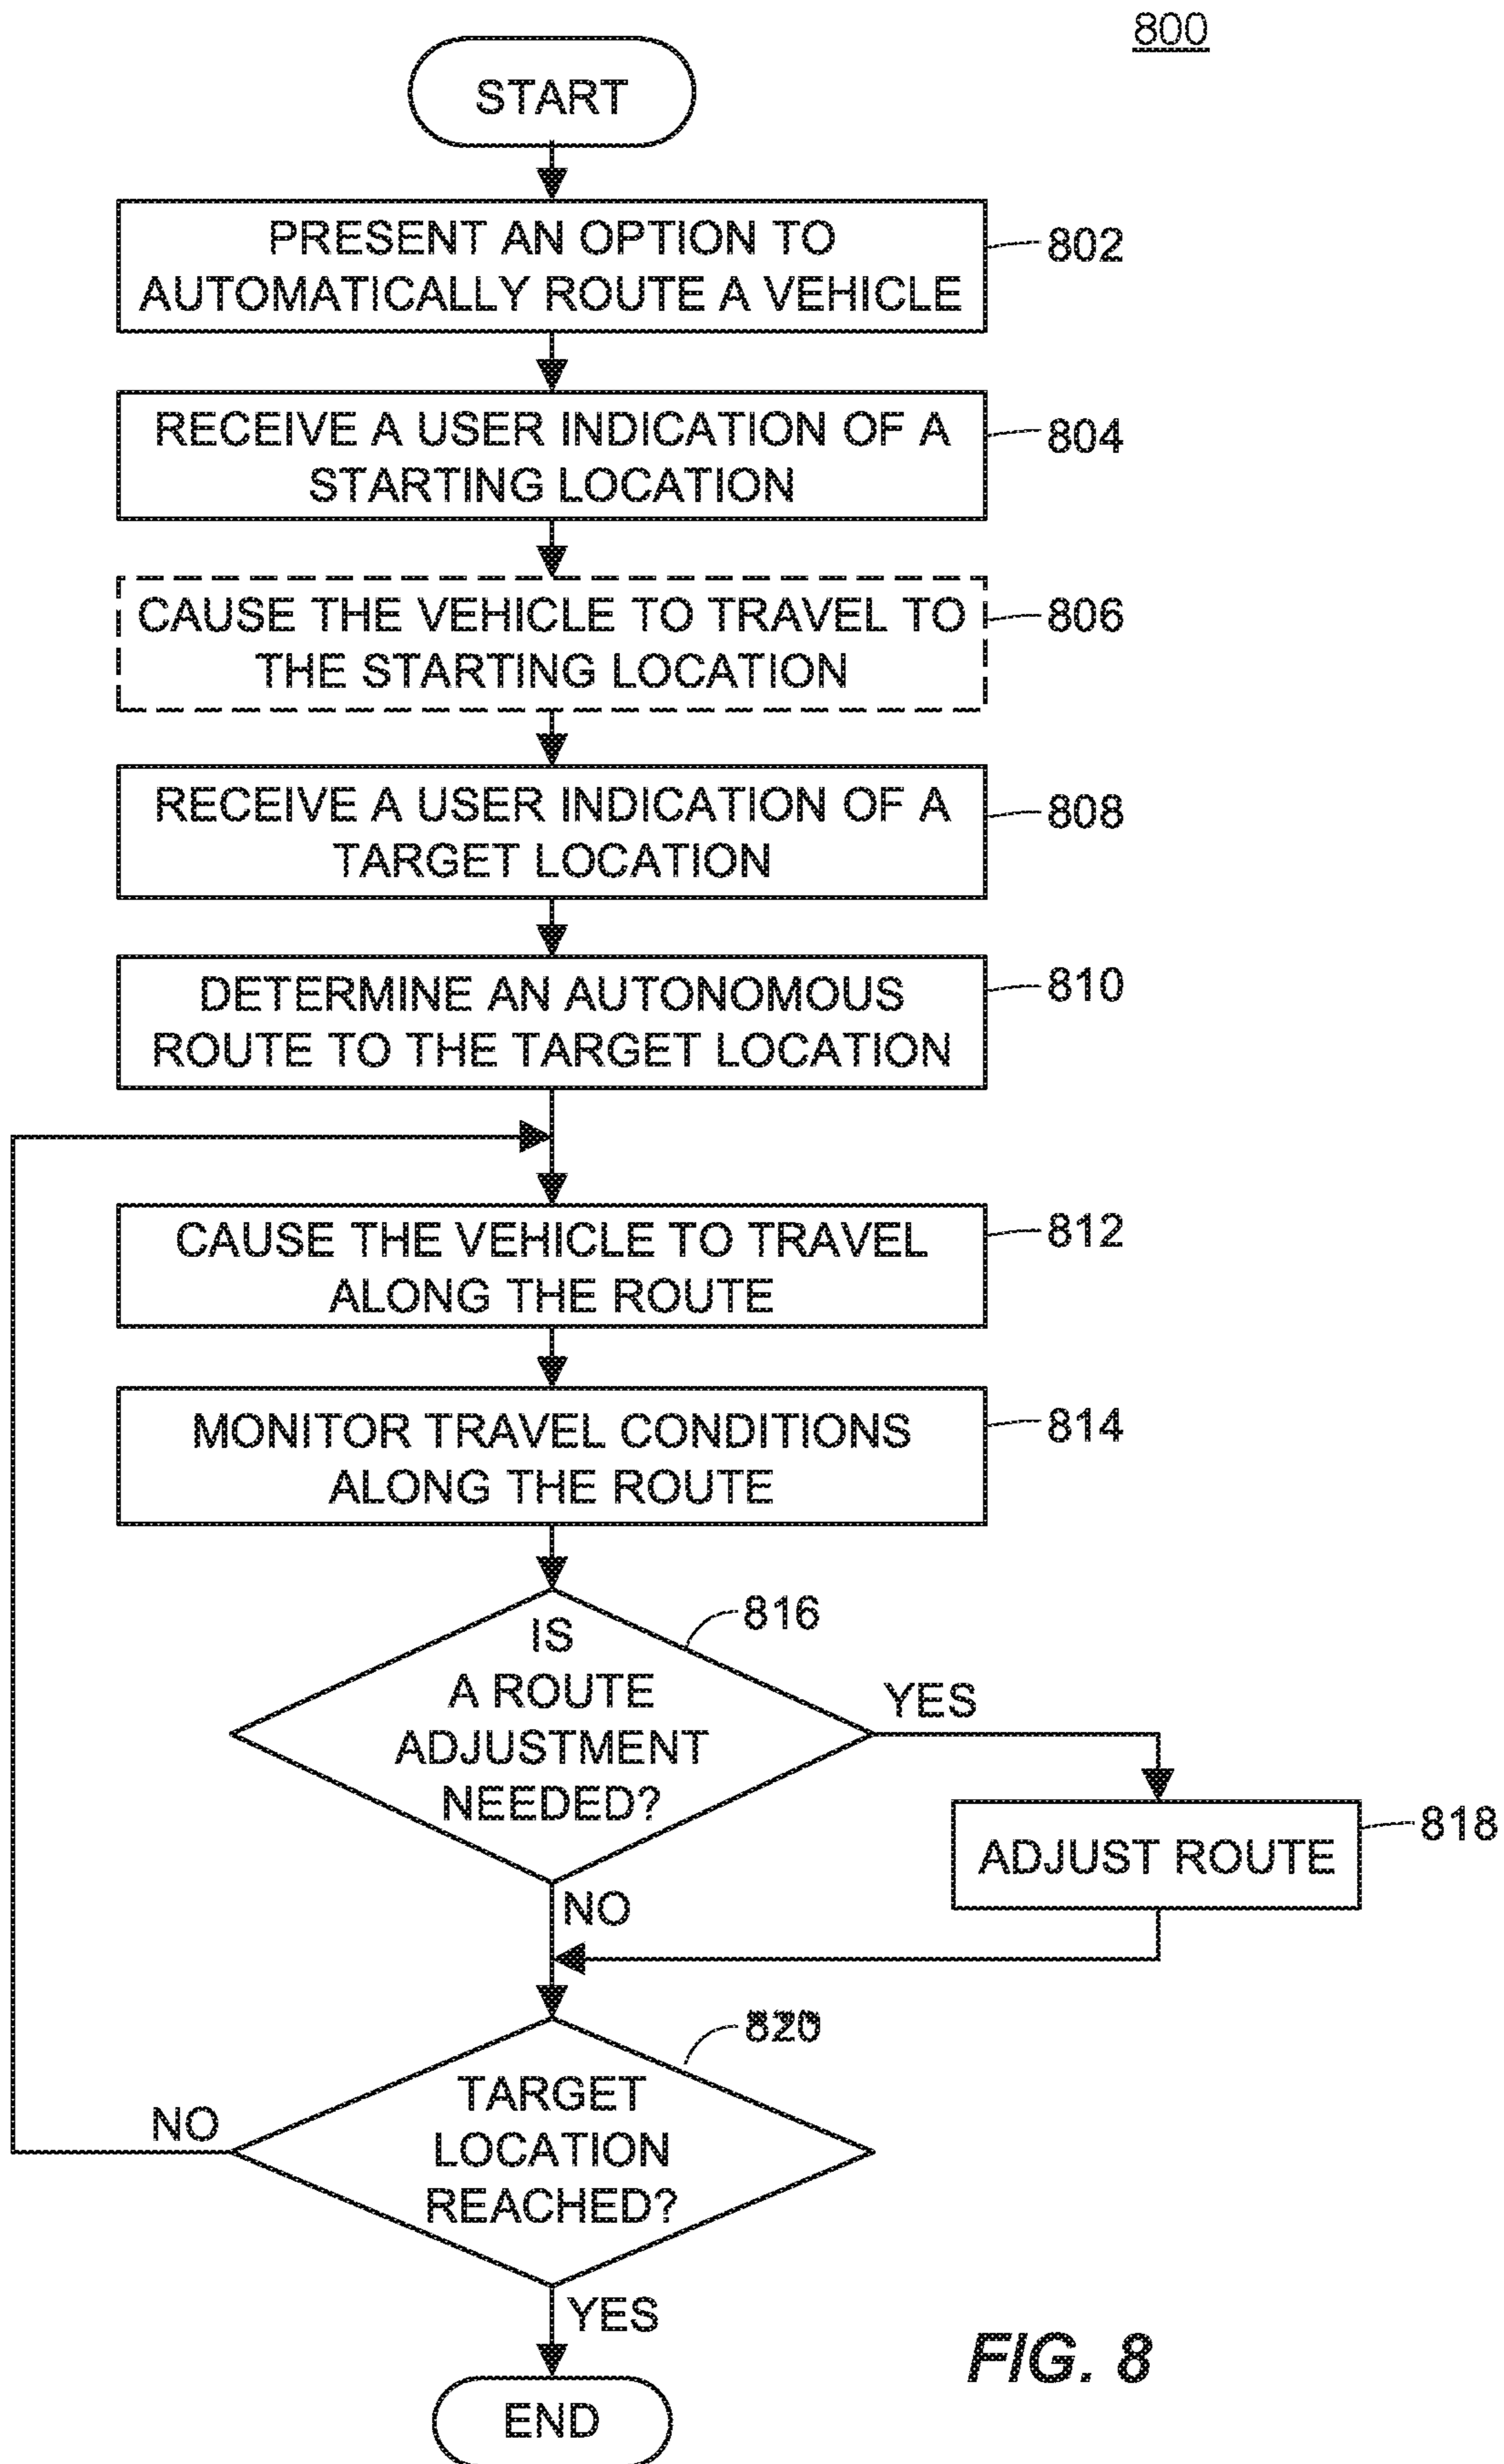 800
START
PRESENT AN OPTION TO
AUTOMATICALLY ROUTE A VEHICLE
802
RECEIVE A USER INDICATION OF A
STARTING LOCATION
804
CAUSE THE VEHICLE TO TRAVEL TO
THE STARTING LOCATION
806
RECEIVE A USER INDICATION OF A
TARGET LOCATION
808
DETERMINE AN AUTONOMOUS
ROUTE TO THE TARGET LOCATION
810
CAUSE THE VEHICLE TO TRAVEL
ALONG THE ROUTE
812
MONITOR TRAVEL CONDITIONS
ALONG THE ROUTE
814
IS
A ROUTE
ADJUSTMENT
NEEDED?
816
YES
ADJUST ROUTE
818
NO
TARGET
LOCATION
REACHED?
820
NO
YES
END
FIG. 8